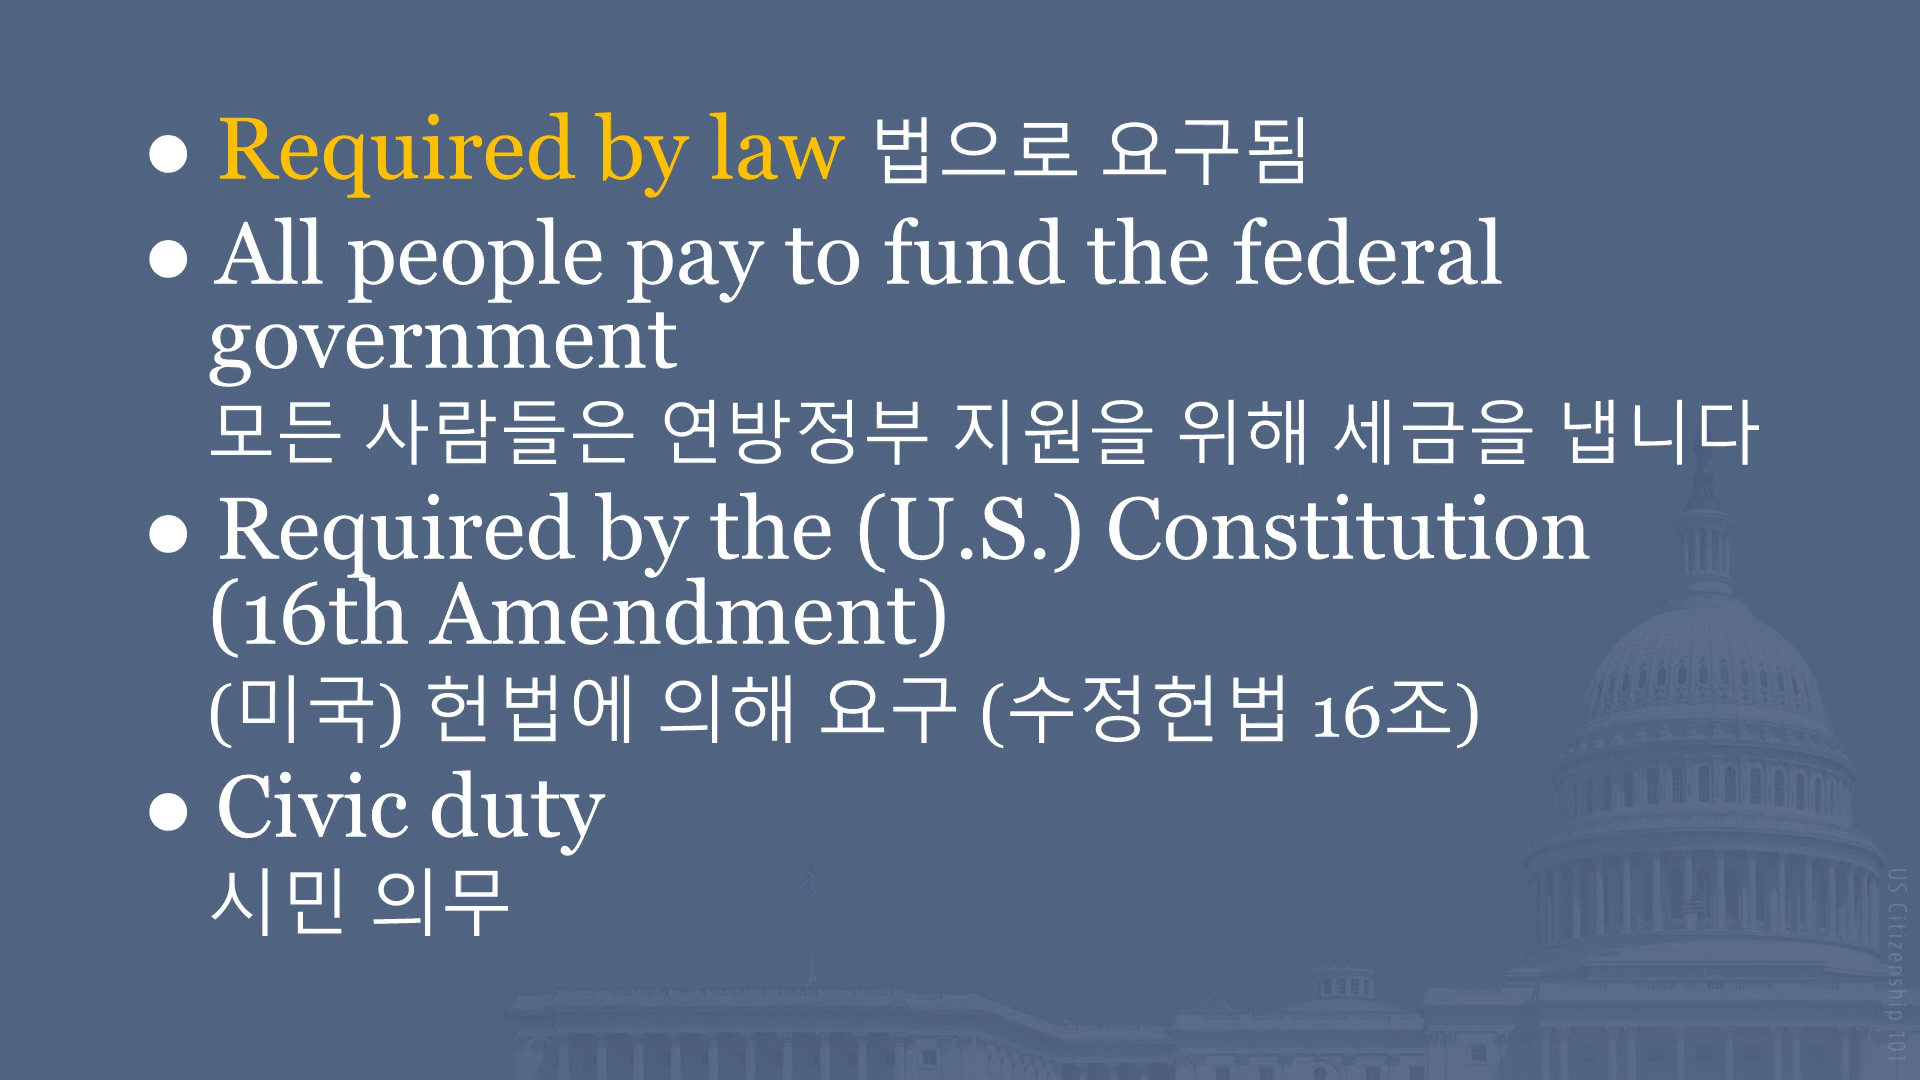 ● Required by law 법으로 요구됨
● All people pay to fund the federal
government
모든 사람들은 연방정부 지원을 위해 세금을 냅니다
● Required by the (U.S.) Constitution
(16th Amendment)
(미국) 헌법에 의해 요구 (수정헌법 16조)
● Civic duty
시민 의무
US Citizenship 101